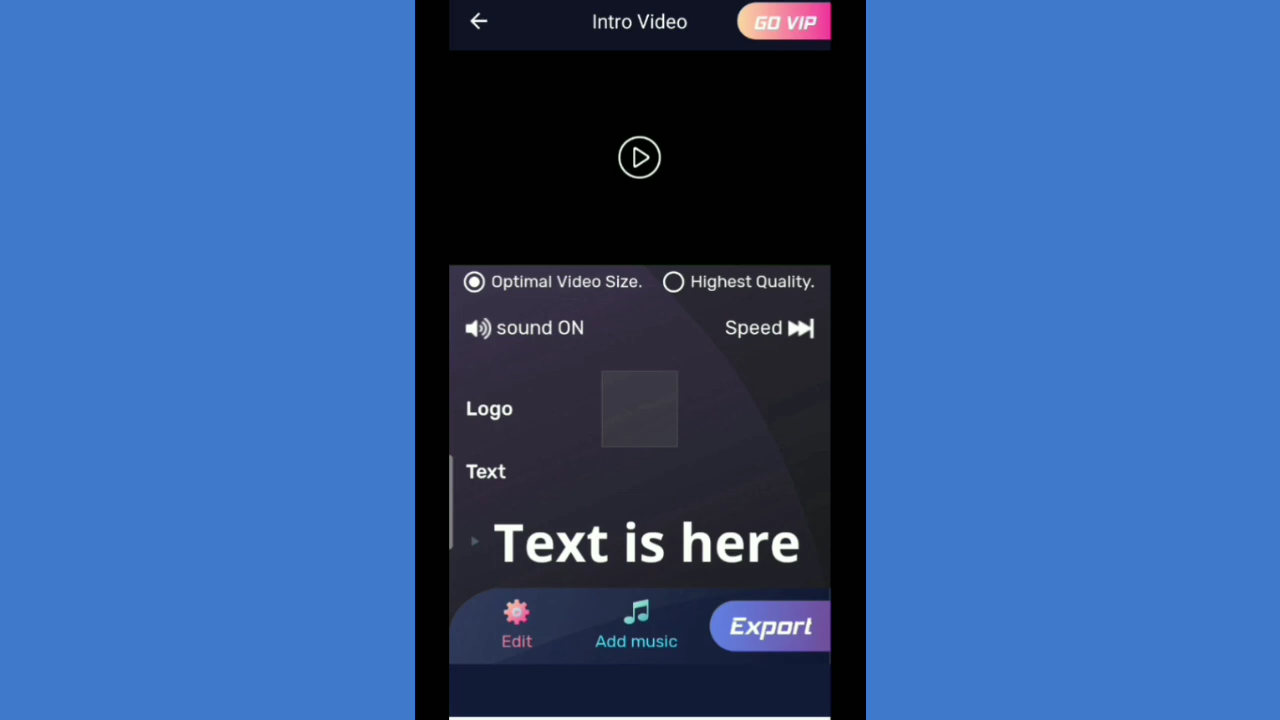 Intro Video
GO VIP
Optimal Video Size.
Highest Quality.
sound ON
Speed
Logo
Text
Text is here
Edit
Add music
Export